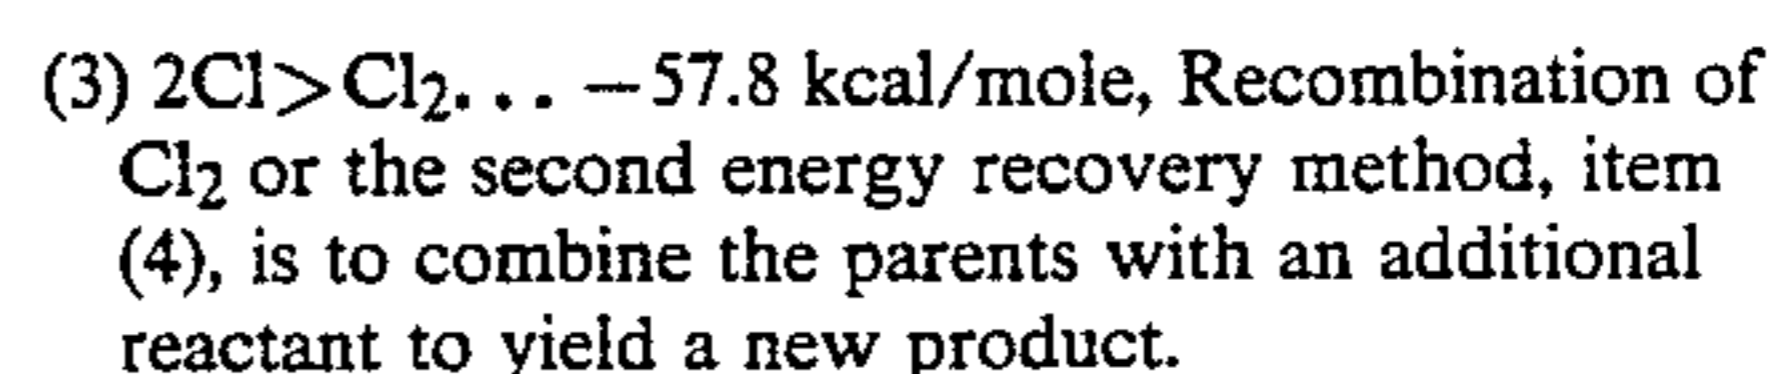 (3) 2Cl>Cl₂. . . −57.8 kcal/mole, Recombination of
Cl₂ or the second energy recovery method, item
(4), is to combine the parents with an additional
reactant to yield a new product.